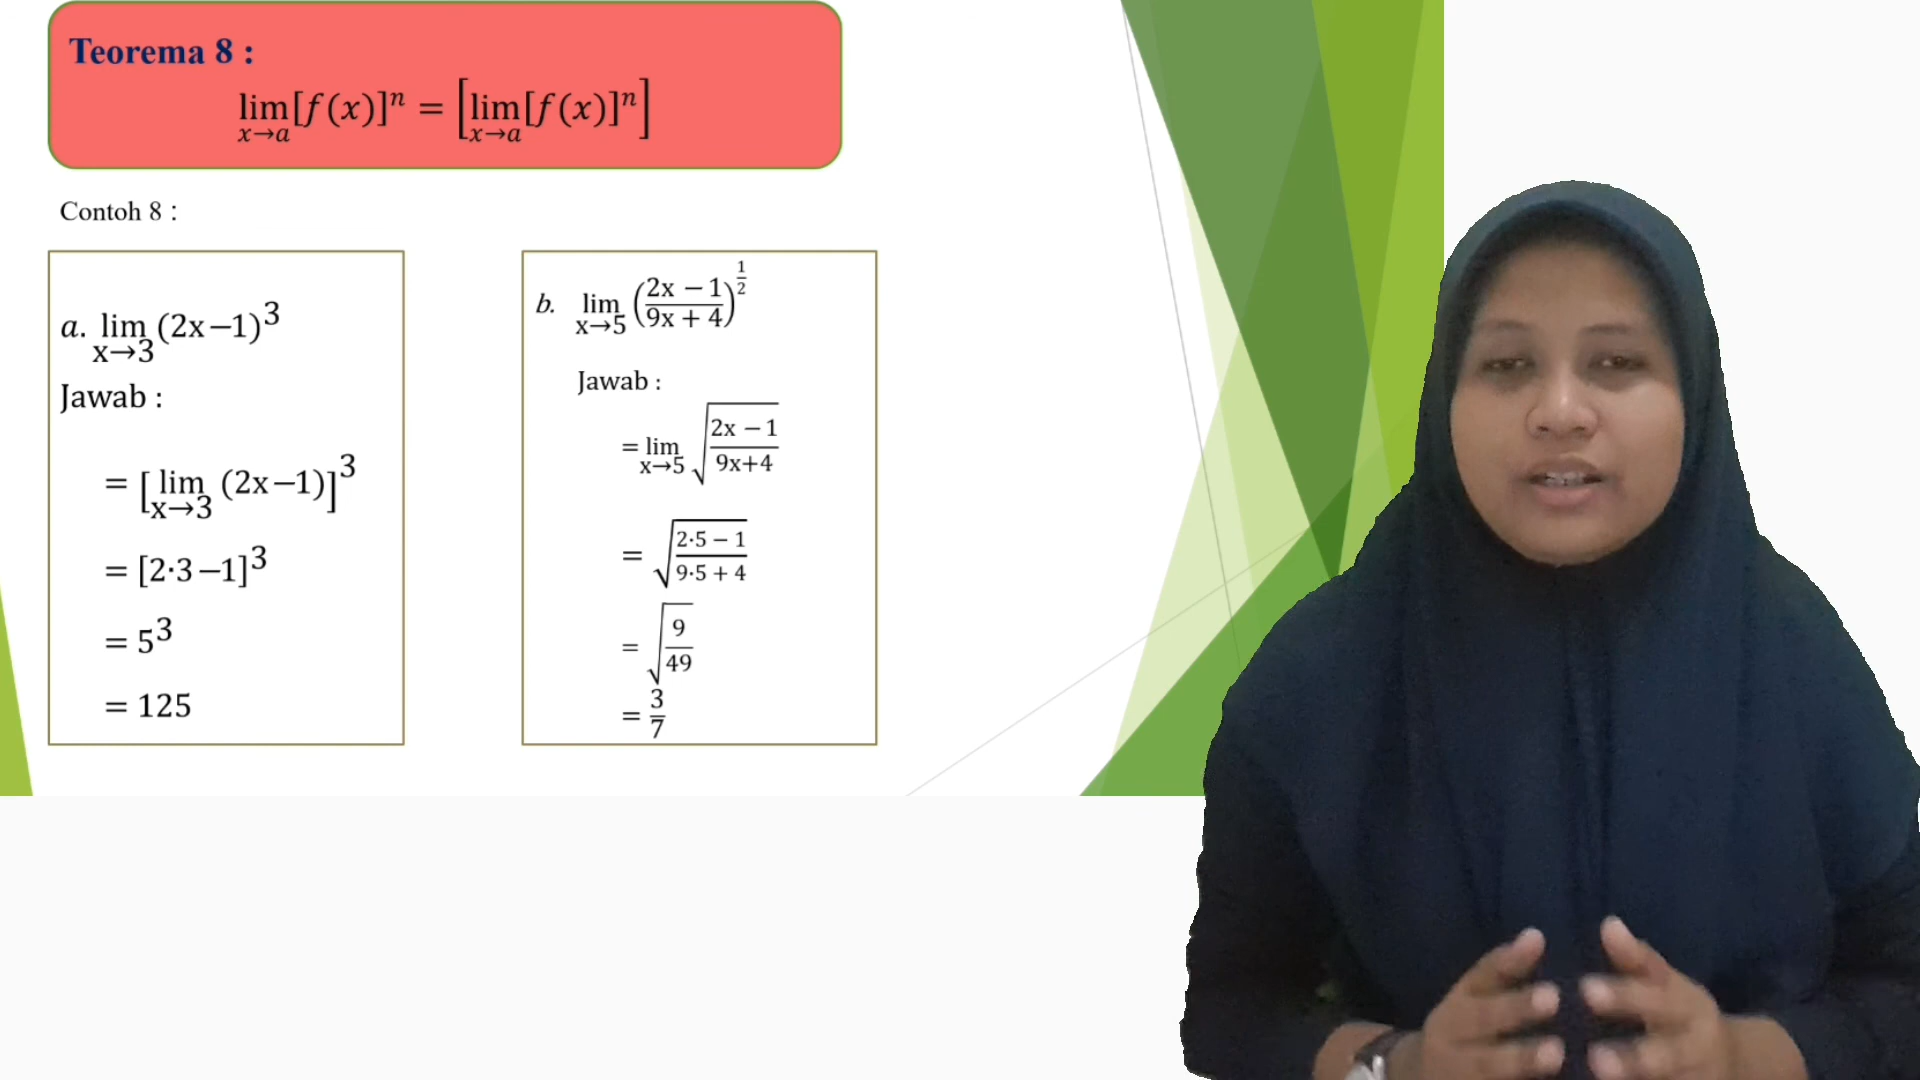 Teorema 8 :
lim x→a [f(x)]ⁿ = [lim x→a [f(x)]ⁿ]
Contoh 8 :
a. lim x→3 (2x−1)³
Jawab :
= [lim x→3 (2x−1)]³
= [2·3−1]³
= 5³
= 125
b. lim x→5 ((2x − 1)/(9x + 4))^(1/2)
Jawab :
= lim x→5 √((2x − 1)/(9x+4))
= √((2·5 − 1)/(9·5 + 4))
= √(9/49)
= 3/7